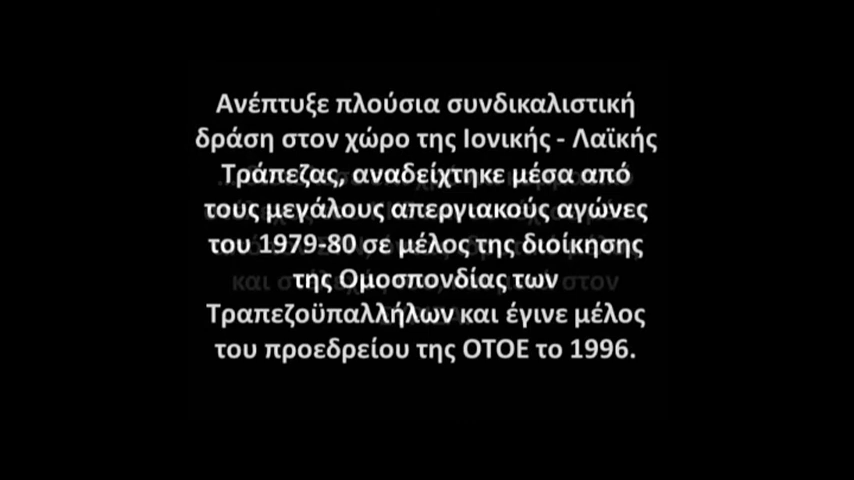 Ανέπτυξε πλούσια συνδικαλιστική
δράση στον χώρο της Ιονικής - Λαϊκής
Τράπεζας, αναδείχτηκε μέσα από
τους μεγάλους απεργιακούς αγώνες
του 1979-80 σε μέλος της διοίκησης
της Ομοσπονδίας των
Τραπεζοϋπαλλήλων και έγινε μέλος
του προεδρείου της ΟΤΟΕ το 1996.